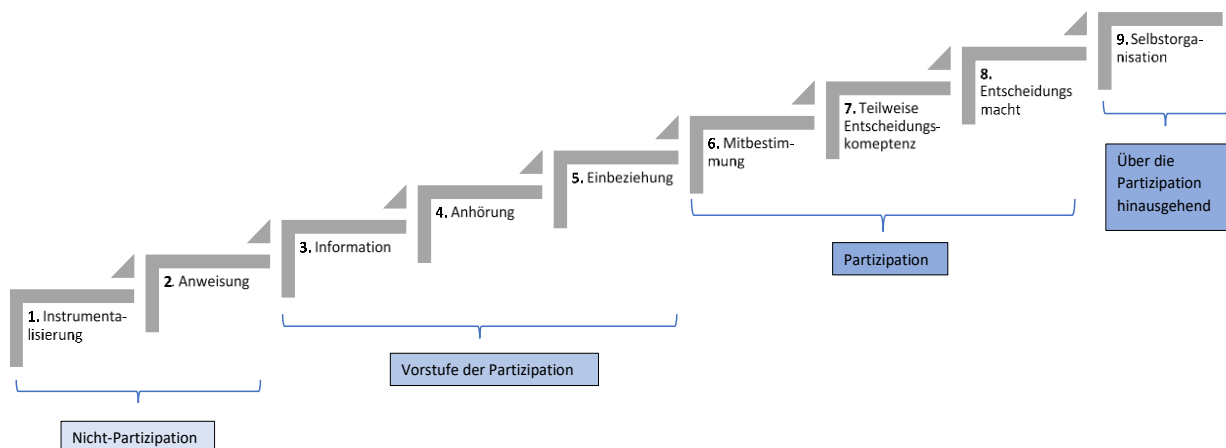 1. Instrumenta-
lisierung
2. Anweisung
3. Information
4. Anhörung
5. Einbeziehung
6. Mitbestim-
mung
7. Teilweise
Entscheidungs-
komeptenz
8.
Entscheidungs
macht
9. Selbstorga-
nisation
Nicht-Partizipation
Vorstufe der Partizipation
Partizipation
Über die
Partizipation
hinausgehend